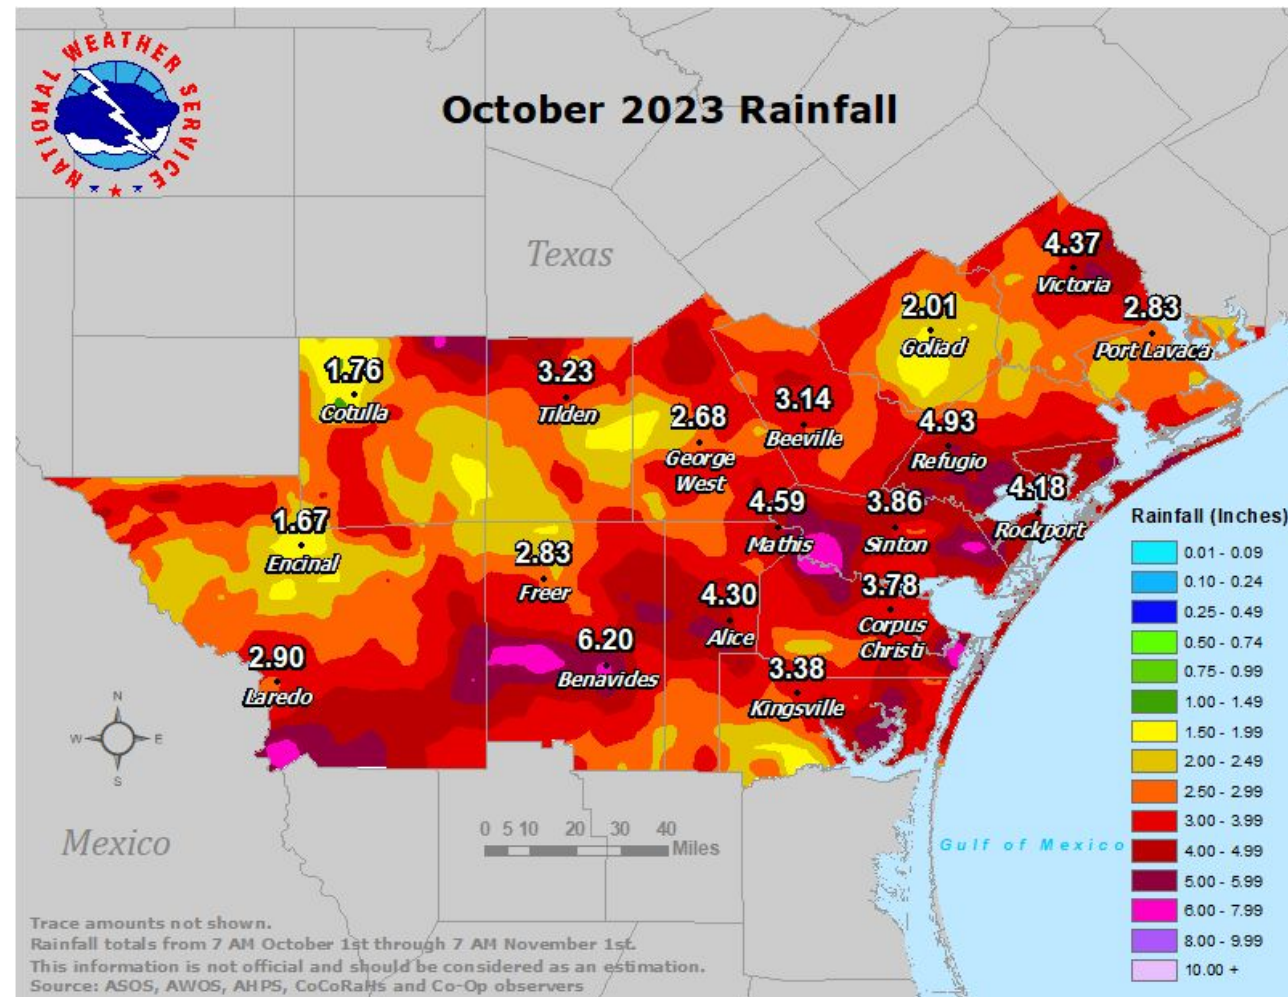 NATIONAL WEATHER SERVICE
October 2023 Rainfall
Texas
4.37
Victoria
2.01
Goliad
2.83
Port Lavaca
1.76
Cotulla
3.23
Tilden
2.68
George
West
3.14
Beeville
4.93
Refugio
4.18
Rockport
1.67
Encinal
4.59
Mathis
3.86
Sinton
2.83
Freer
4.30
Alice
3.78
Corpus
Christi
2.90
Laredo
6.20
Benavides
3.38
Kingsville
Rainfall (Inches)
0.01 - 0.09
0.10 - 0.24
0.25 - 0.49
0.50 - 0.74
0.75 - 0.99
1.00 - 1.49
1.50 - 1.99
2.00 - 2.49
2.50 - 2.99
3.00 - 3.99
4.00 - 4.99
5.00 - 5.99
6.00 - 7.99
8.00 - 9.99
10.00 +
N
W E
S
Mexico
0 5 10 20 30 40
Miles
Gulf of Mexico
Trace amounts not shown.
Rainfall totals from 7 AM October 1st through 7 AM November 1st.
This information is not official and should be considered as an estimation.
Source: ASOS, AWOS, AHPS, CoCoRaHs and Co-Op observers